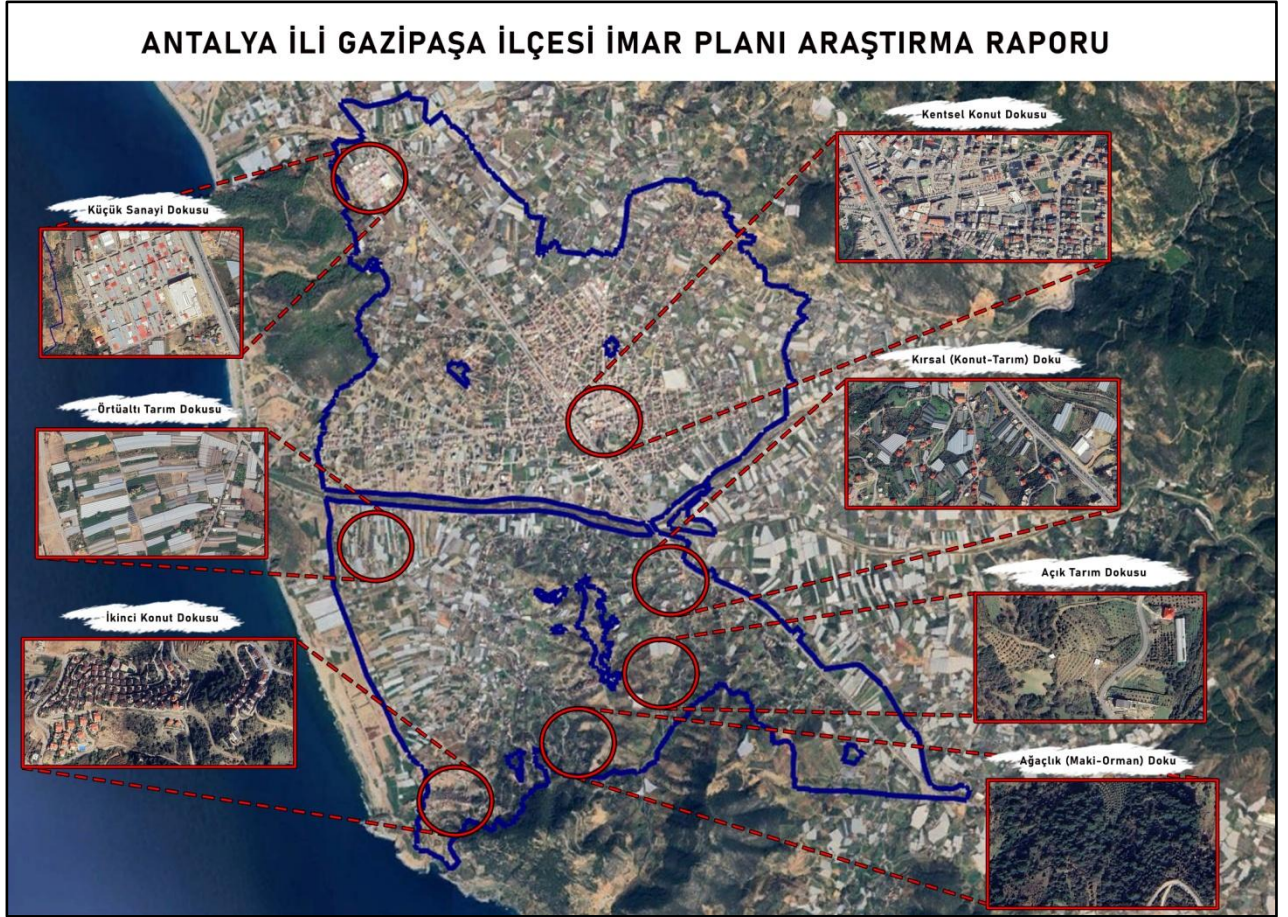 ANTALYA İLİ GAZİPAŞA İLÇESİ İMAR PLANI ARAŞTIRMA RAPORU
Kentsel Konut Dokusu
Küçük Sanayi Dokusu
Kırsal (Konut-Tarım) Doku
Örtüaltı Tarım Dokusu
Açık Tarım Dokusu
İkinci Konut Dokusu
Ağaçlık (Maki-Orman) Doku